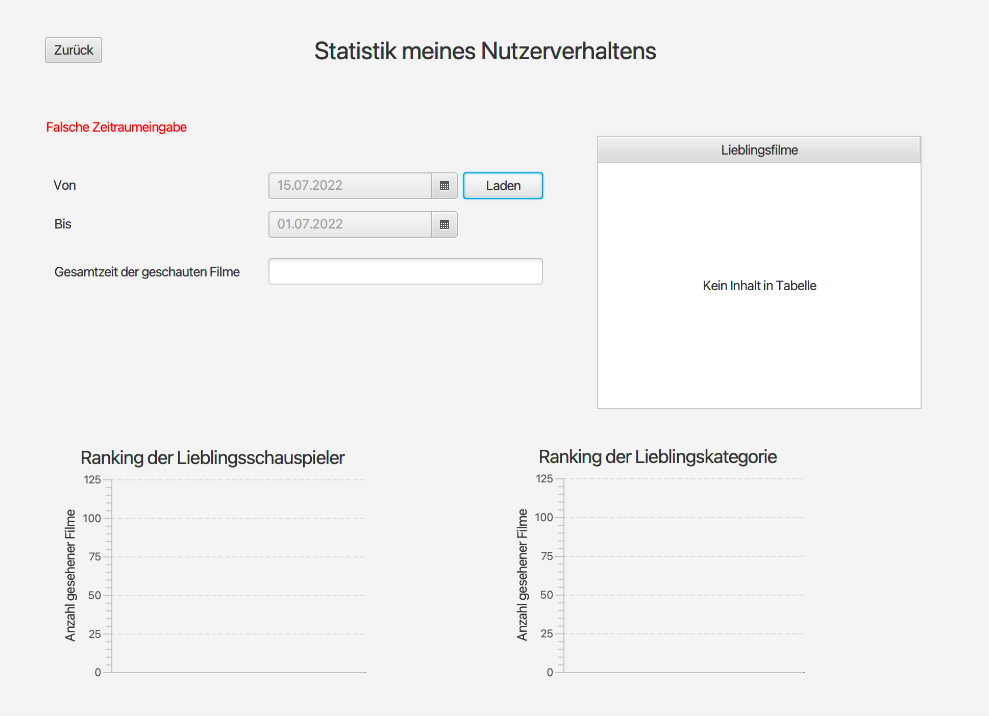 Zurück
Statistik meines Nutzerverhaltens
Falsche Zeitraumeingabe
Lieblingsfilme
Von
15.07.2022
Laden
Bis
01.07.2022
Gesamtzeit der geschauten Filme
Kein Inhalt in Tabelle
Ranking der Lieblingsschauspieler
125
100
75
50
25
0
Anzahl gesehener Filme
Ranking der Lieblingskategorie
125
100
75
50
25
0
Anzahl gesehener Filme